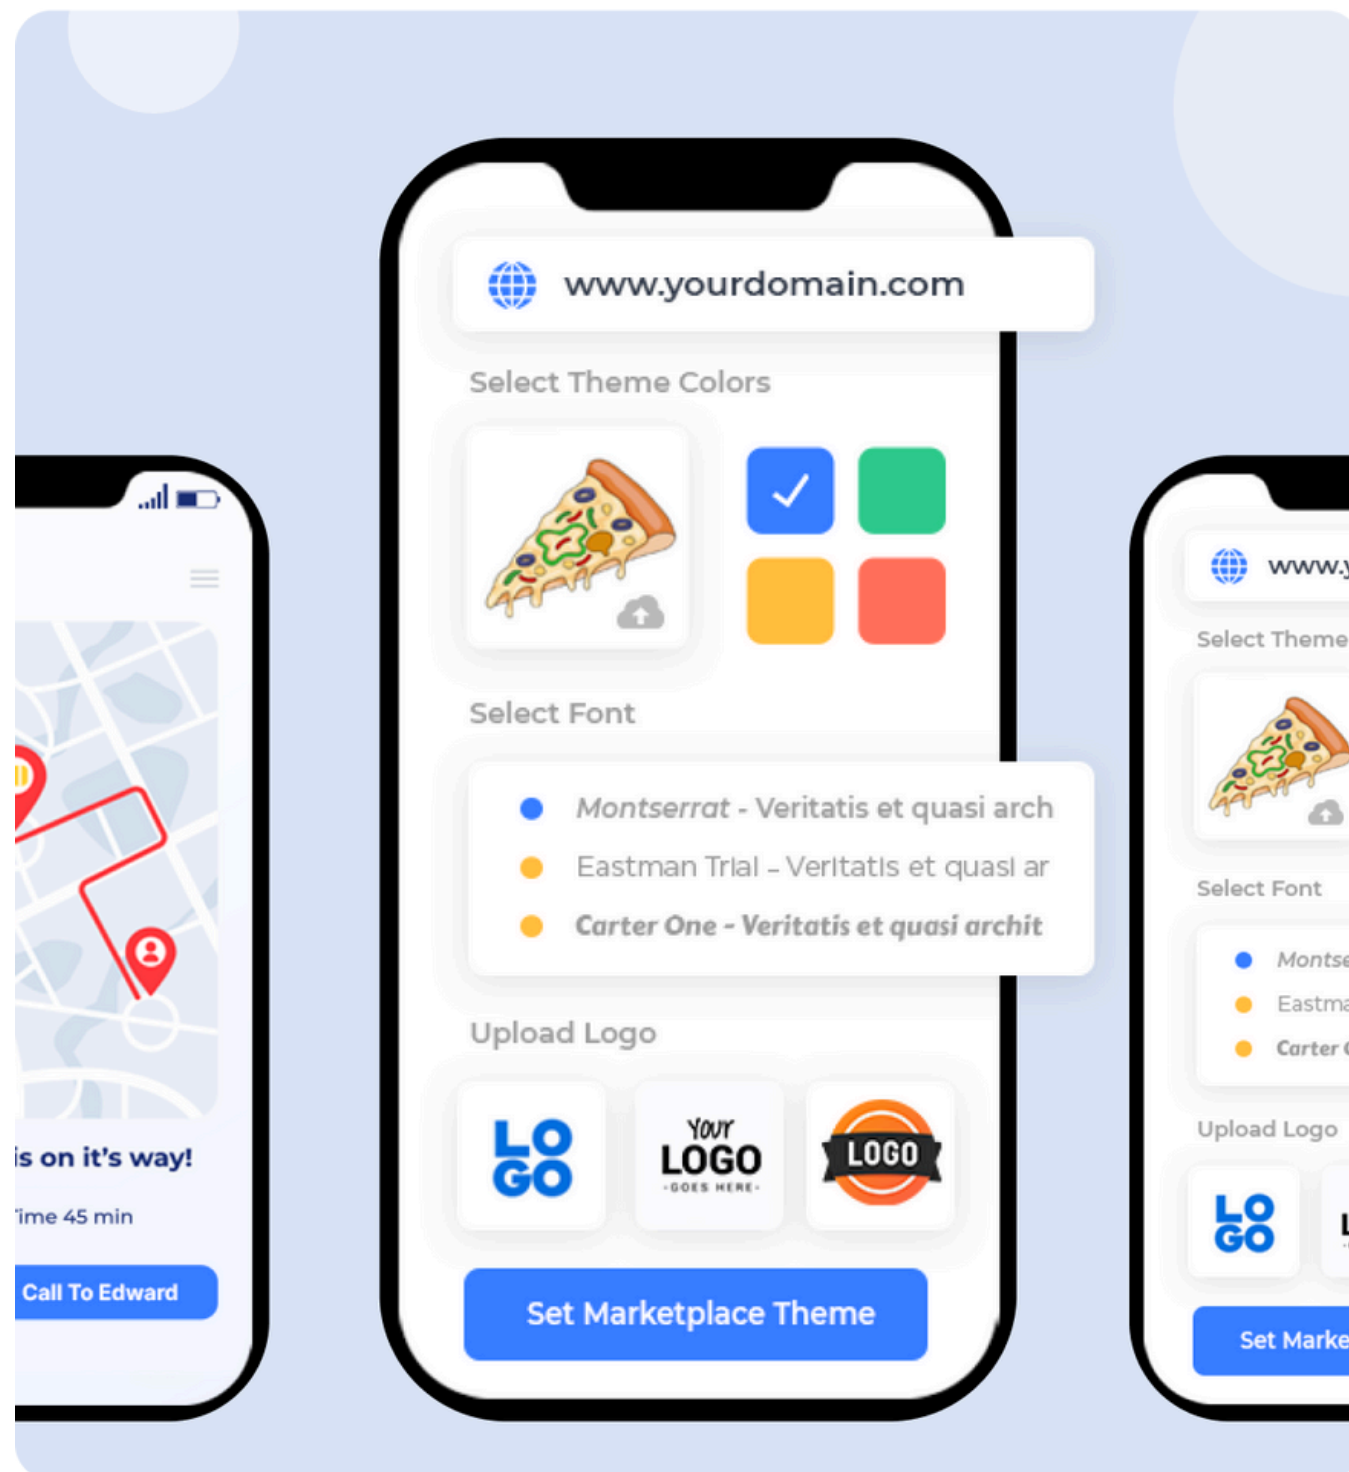 www.yourdomain.com
Select Theme Colors
Select Font
Montserrat - Veritatis et quasi arch
Eastman Trial - Veritatis et quasi ar
Carter One - Veritatis et quasi archit
Upload Logo
LO
GO
Your
LOGO
-GOES HERE-
LOGO
Set Marketplace Theme
is on it's way!
ime 45 min
Call To Edward
www.y
Select Theme
Select Font
Montse
Eastma
Carter
Upload Logo
LO
GO
Set Marke